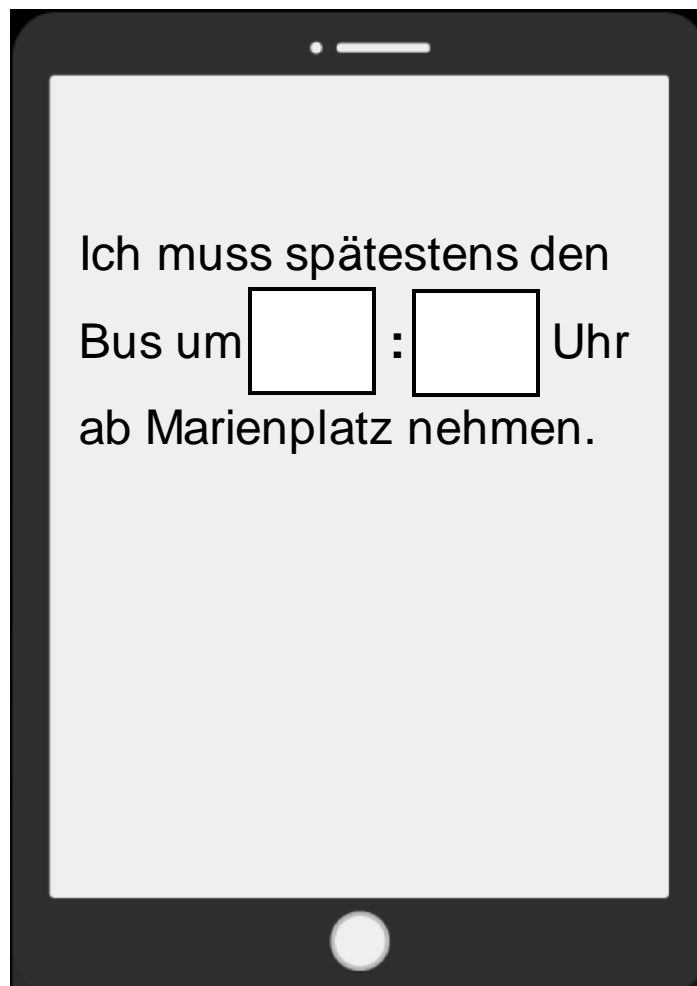 Ich muss spätestens den
Bus um : Uhr
ab Marienplatz nehmen.